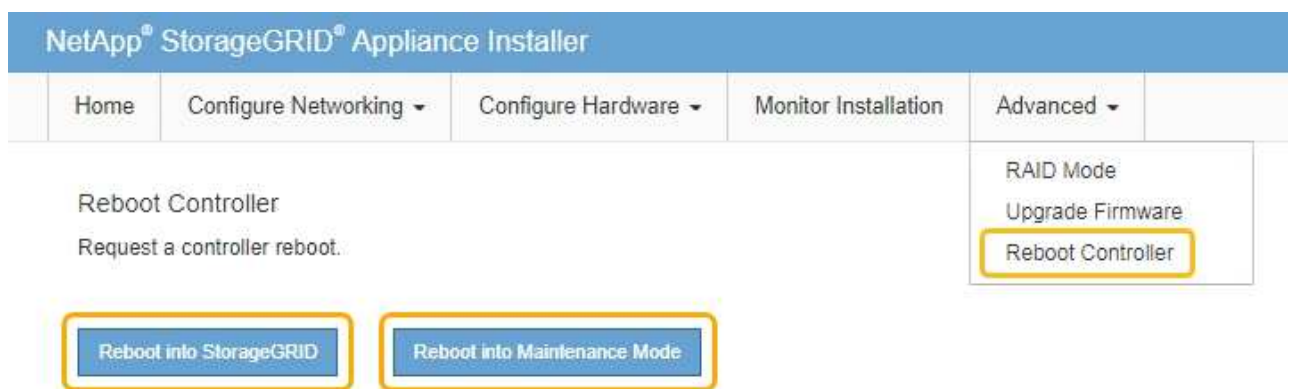 NetApp® StorageGRID® Appliance Installer
Home Configure Networking Configure Hardware Monitor Installation Advanced
RAID Mode
Upgrade Firmware
Reboot Controller
Reboot Controller
Request a controller reboot.
Reboot into StorageGRID Reboot into Maintenance Mode